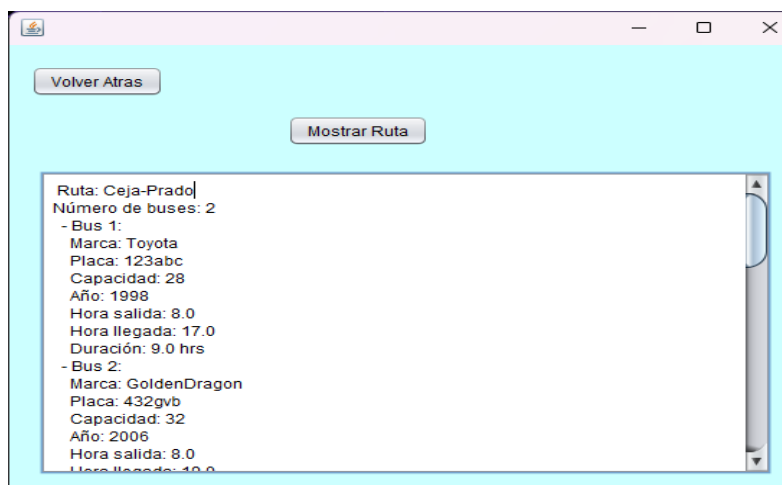 Volver Atras
Mostrar Ruta
Ruta: Ceja-Prado
Número de buses: 2
- Bus 1:
Marca: Toyota
Placa: 123abc
Capacidad: 28
Año: 1998
Hora salida: 8.0
Hora llegada: 17.0
Duración: 9.0 hrs
- Bus 2:
Marca: GoldenDragon
Placa: 432gvb
Capacidad: 32
Año: 2006
Hora salida: 8.0
Hora llegada: